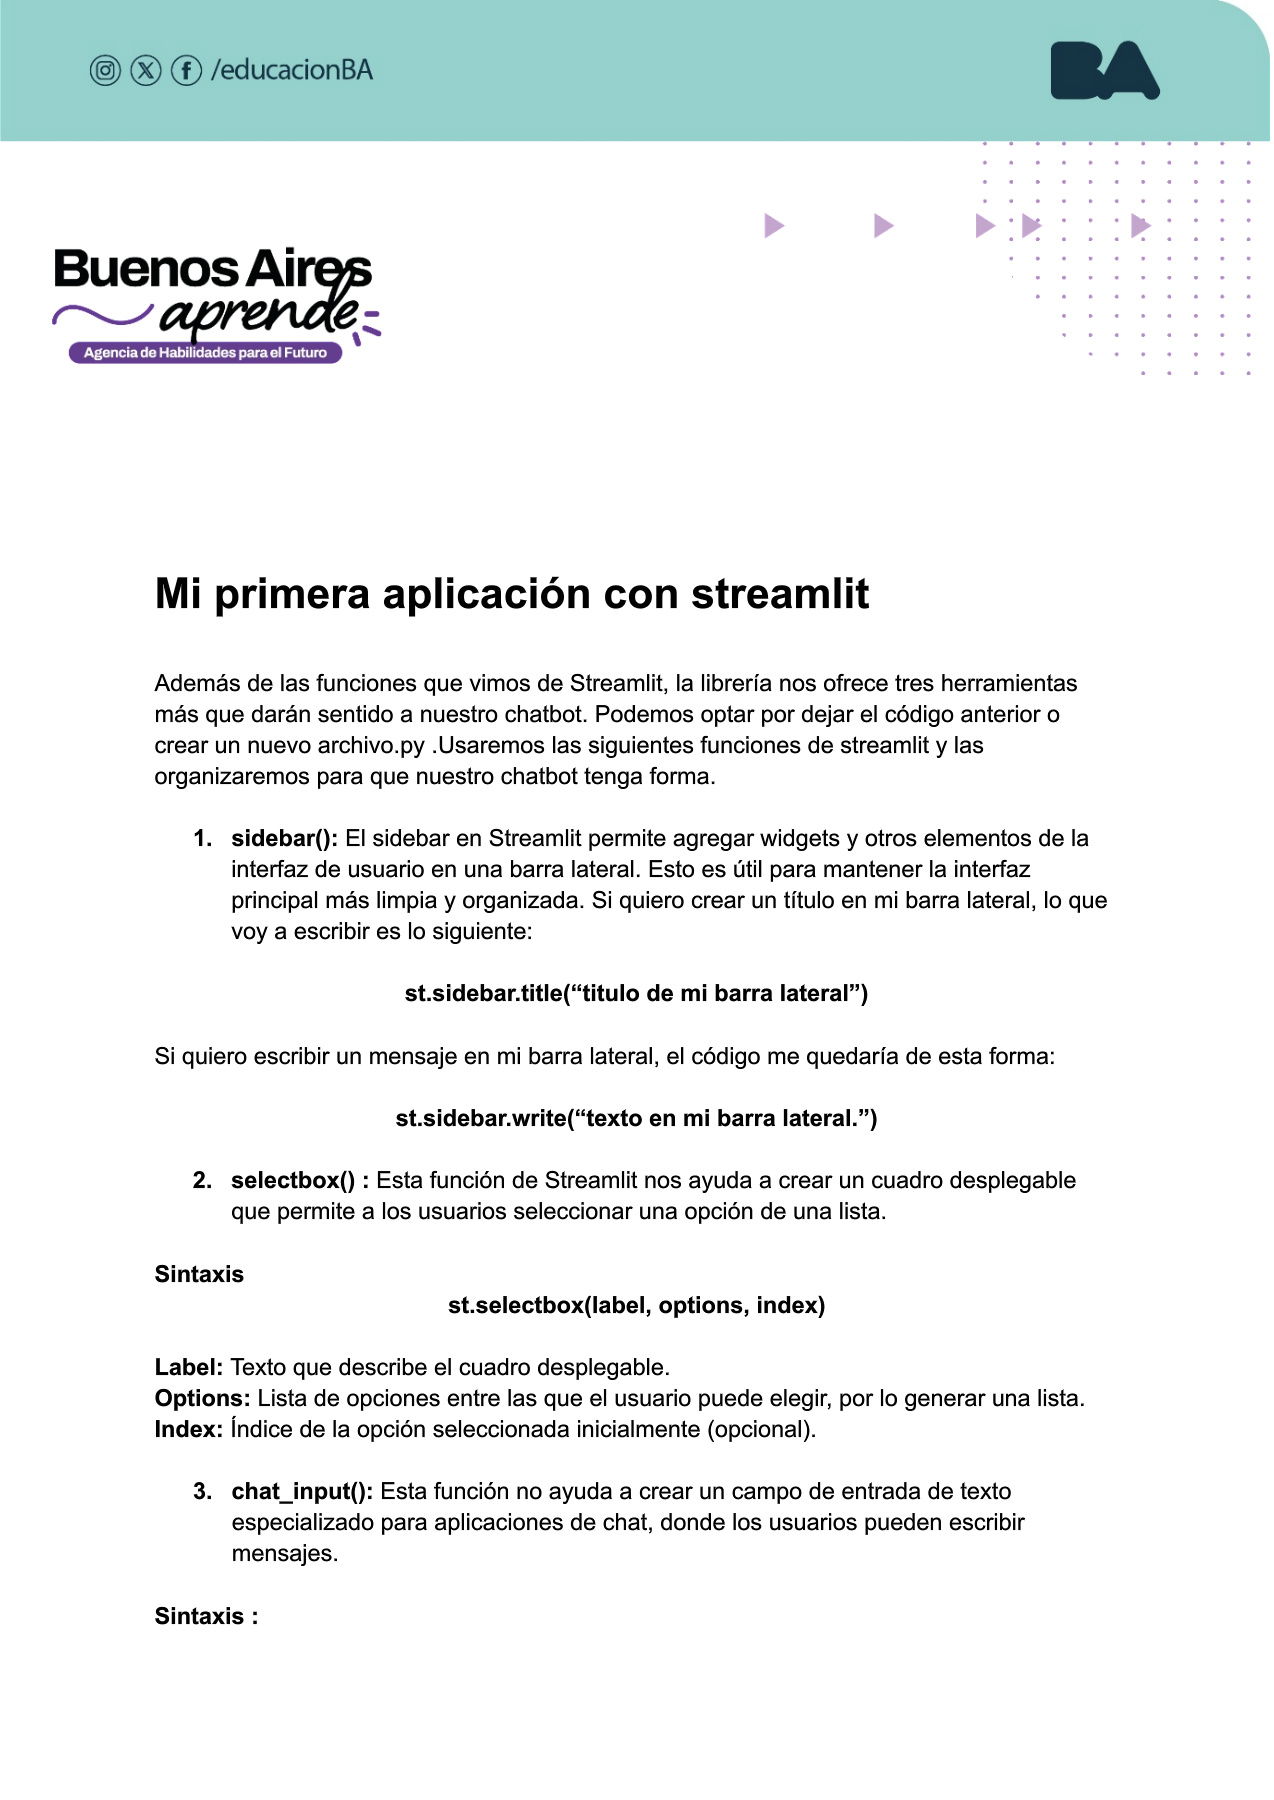 /educacionBA
BA
Buenos Aires
aprende
Agencia de Habilidades para el Futuro
Mi primera aplicación con streamlit
Además de las funciones que vimos de Streamlit, la librería nos ofrece tres herramientas
más que darán sentido a nuestro chatbot. Podemos optar por dejar el código anterior o
crear un nuevo archivo.py .Usaremos las siguientes funciones de streamlit y las
organizaremos para que nuestro chatbot tenga forma.
1. sidebar(): El sidebar en Streamlit permite agregar widgets y otros elementos de la
interfaz de usuario en una barra lateral. Esto es útil para mantener la interfaz
principal más limpia y organizada. Si quiero crear un título en mi barra lateral, lo que
voy a escribir es lo siguiente:
st.sidebar.title(“titulo de mi barra lateral”)
Si quiero escribir un mensaje en mi barra lateral, el código me quedaría de esta forma:
st.sidebar.write(“texto en mi barra lateral.”)
2. selectbox() : Esta función de Streamlit nos ayuda a crear un cuadro desplegable
que permite a los usuarios seleccionar una opción de una lista.
Sintaxis
st.selectbox(label, options, index)
Label: Texto que describe el cuadro desplegable.
Options: Lista de opciones entre las que el usuario puede elegir, por lo generar una lista.
Index: Índice de la opción seleccionada inicialmente (opcional).
3. chat_input(): Esta función no ayuda a crear un campo de entrada de texto
especializado para aplicaciones de chat, donde los usuarios pueden escribir
mensajes.
Sintaxis :